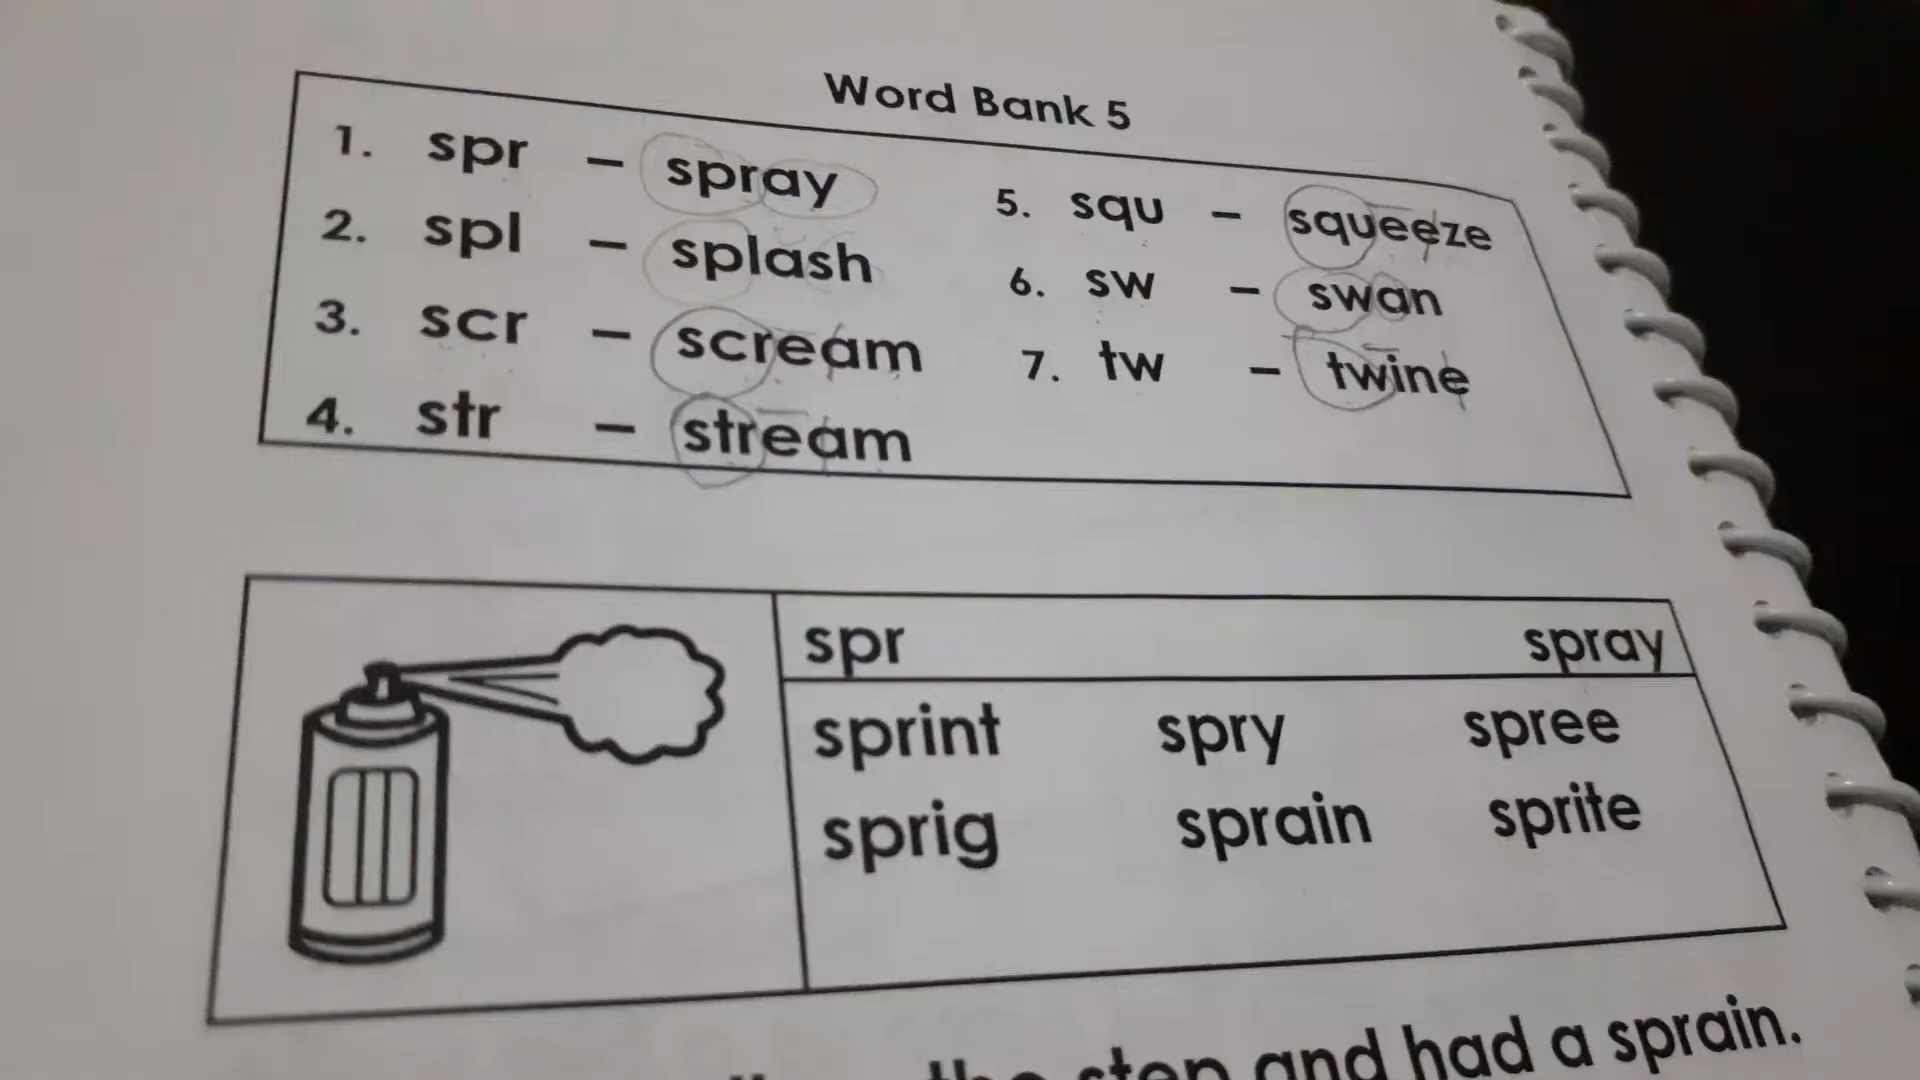 Word Bank 5
1. spr – spray
2. spl – splash
3. scr – scream
4. str – stream
5. squ – squeeze
6. sw – swan
7. tw – twine
spr spray
sprint spry spree
sprig sprain sprite
the step and had a sprain.